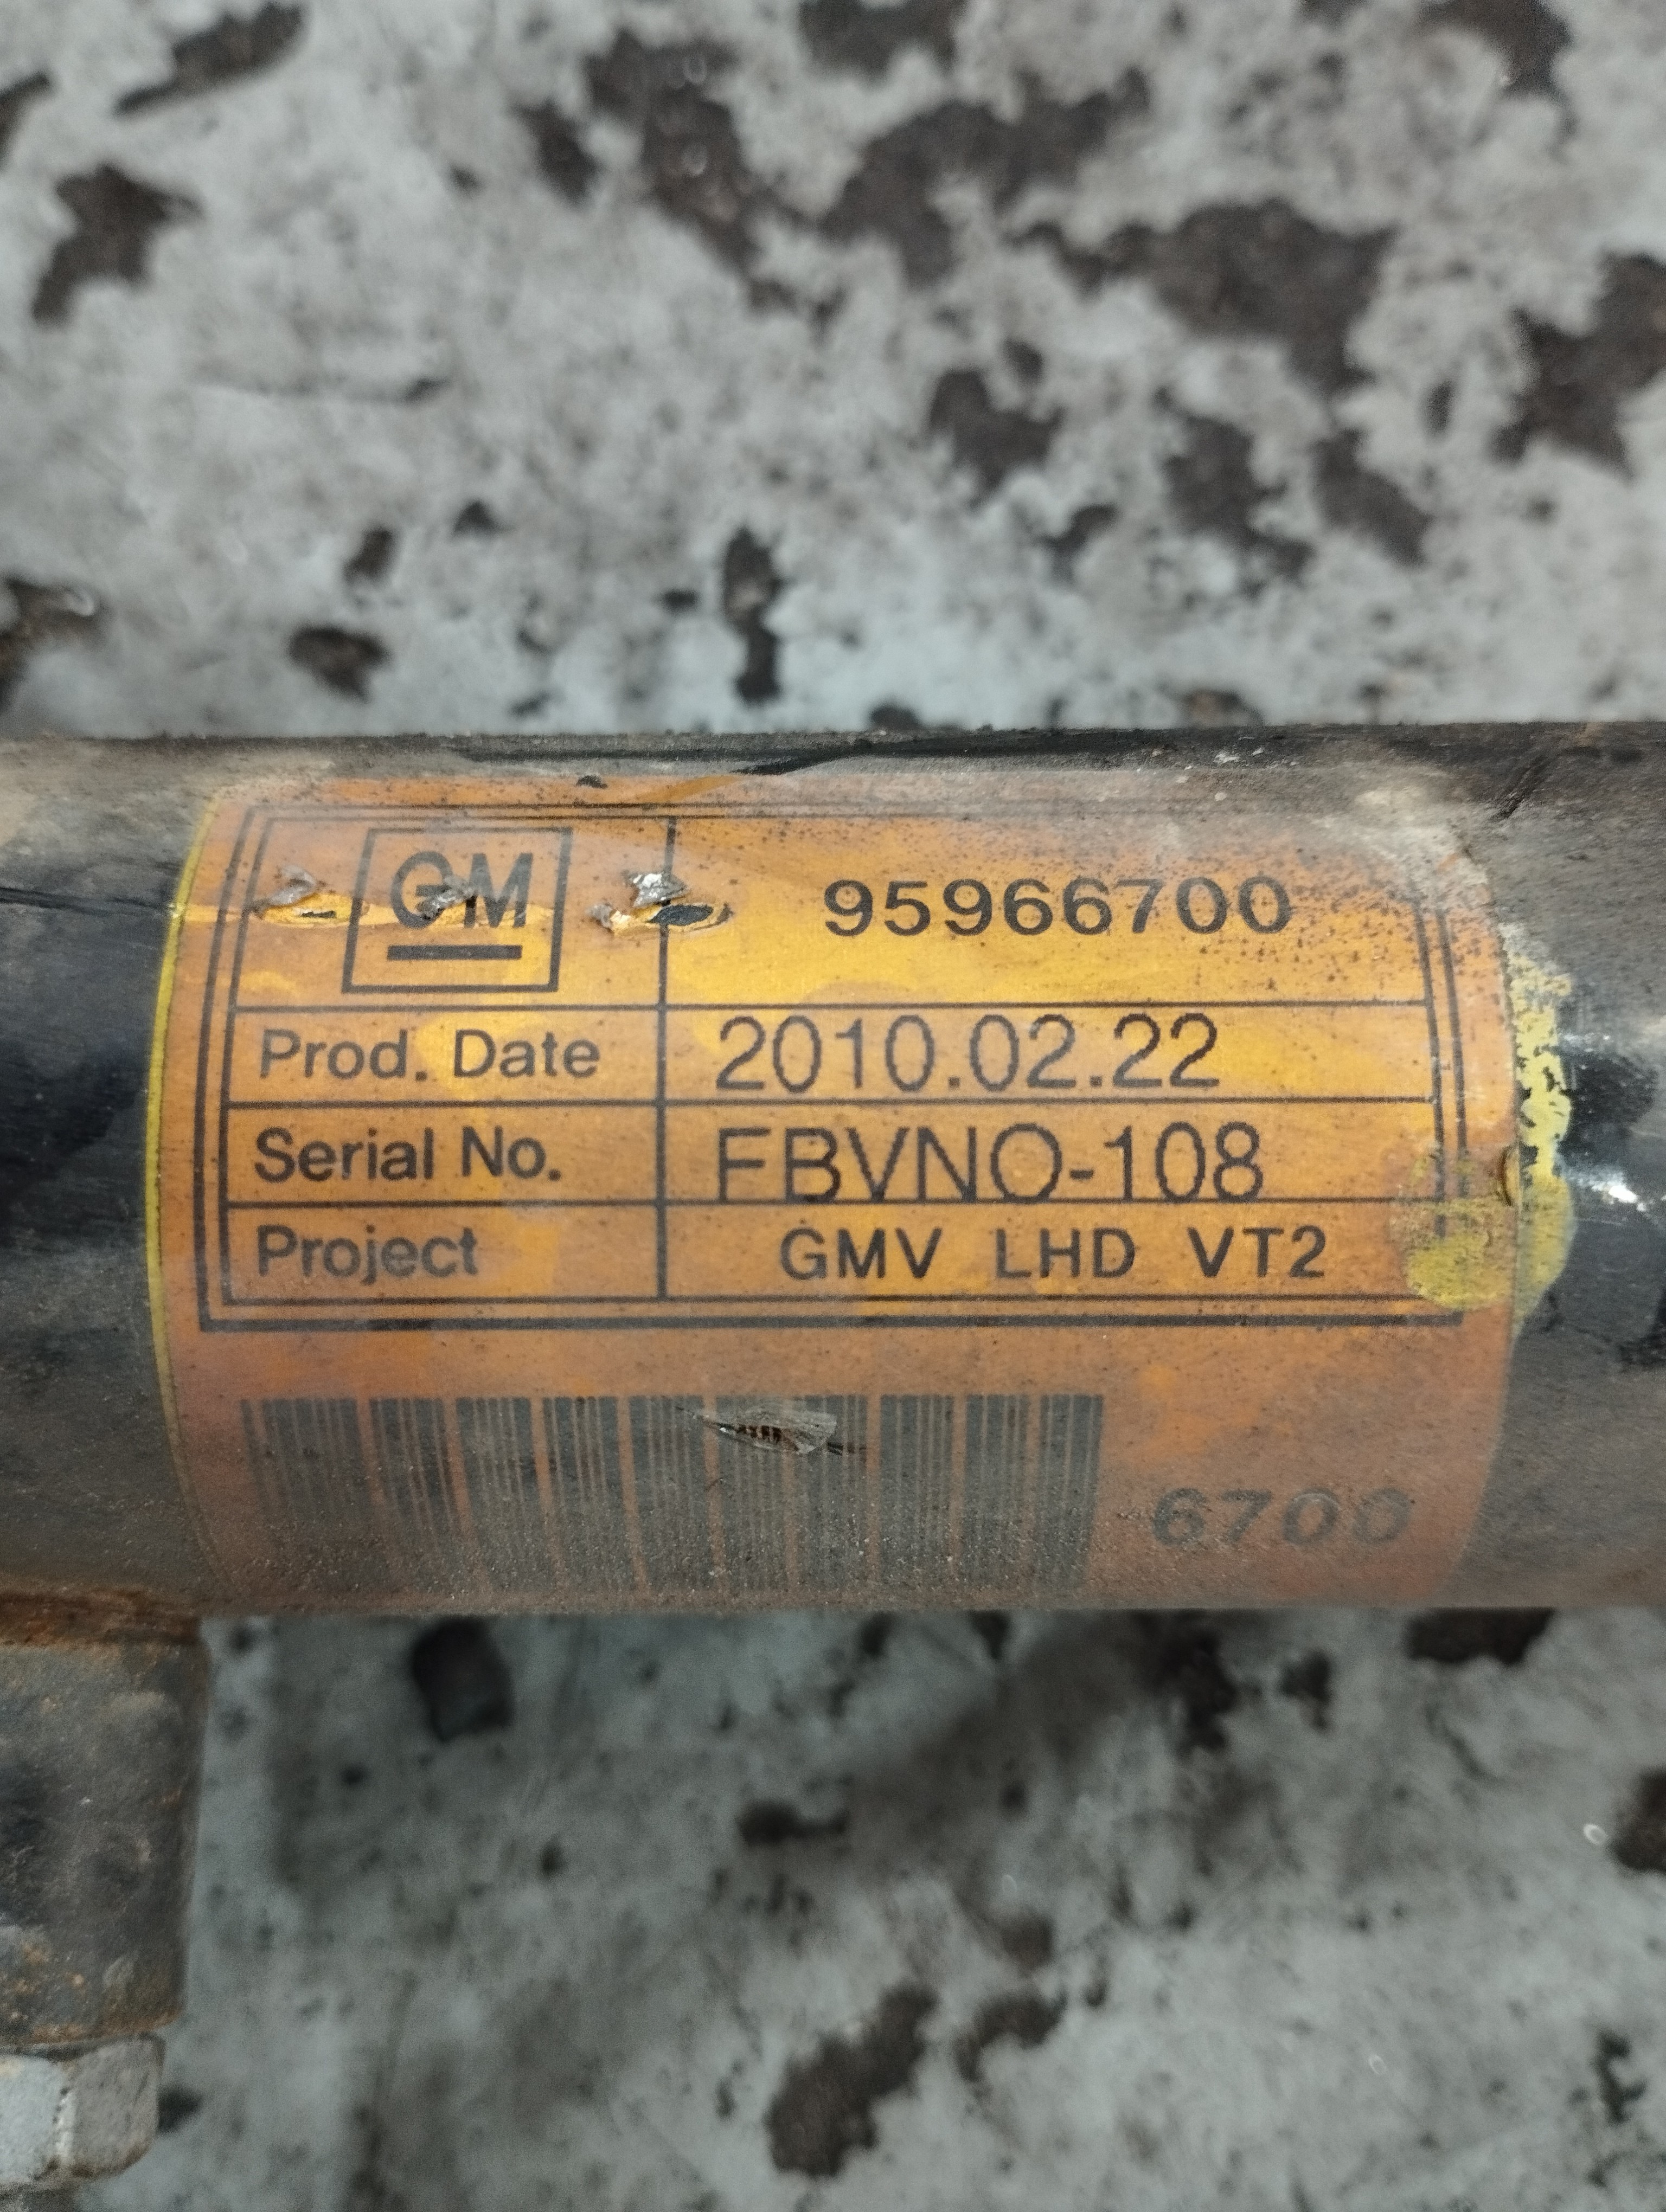 GM 95966700
Prod. Date 2010.02.22
Serial No. FBVNO-108
Project GMV LHD VT2
6700